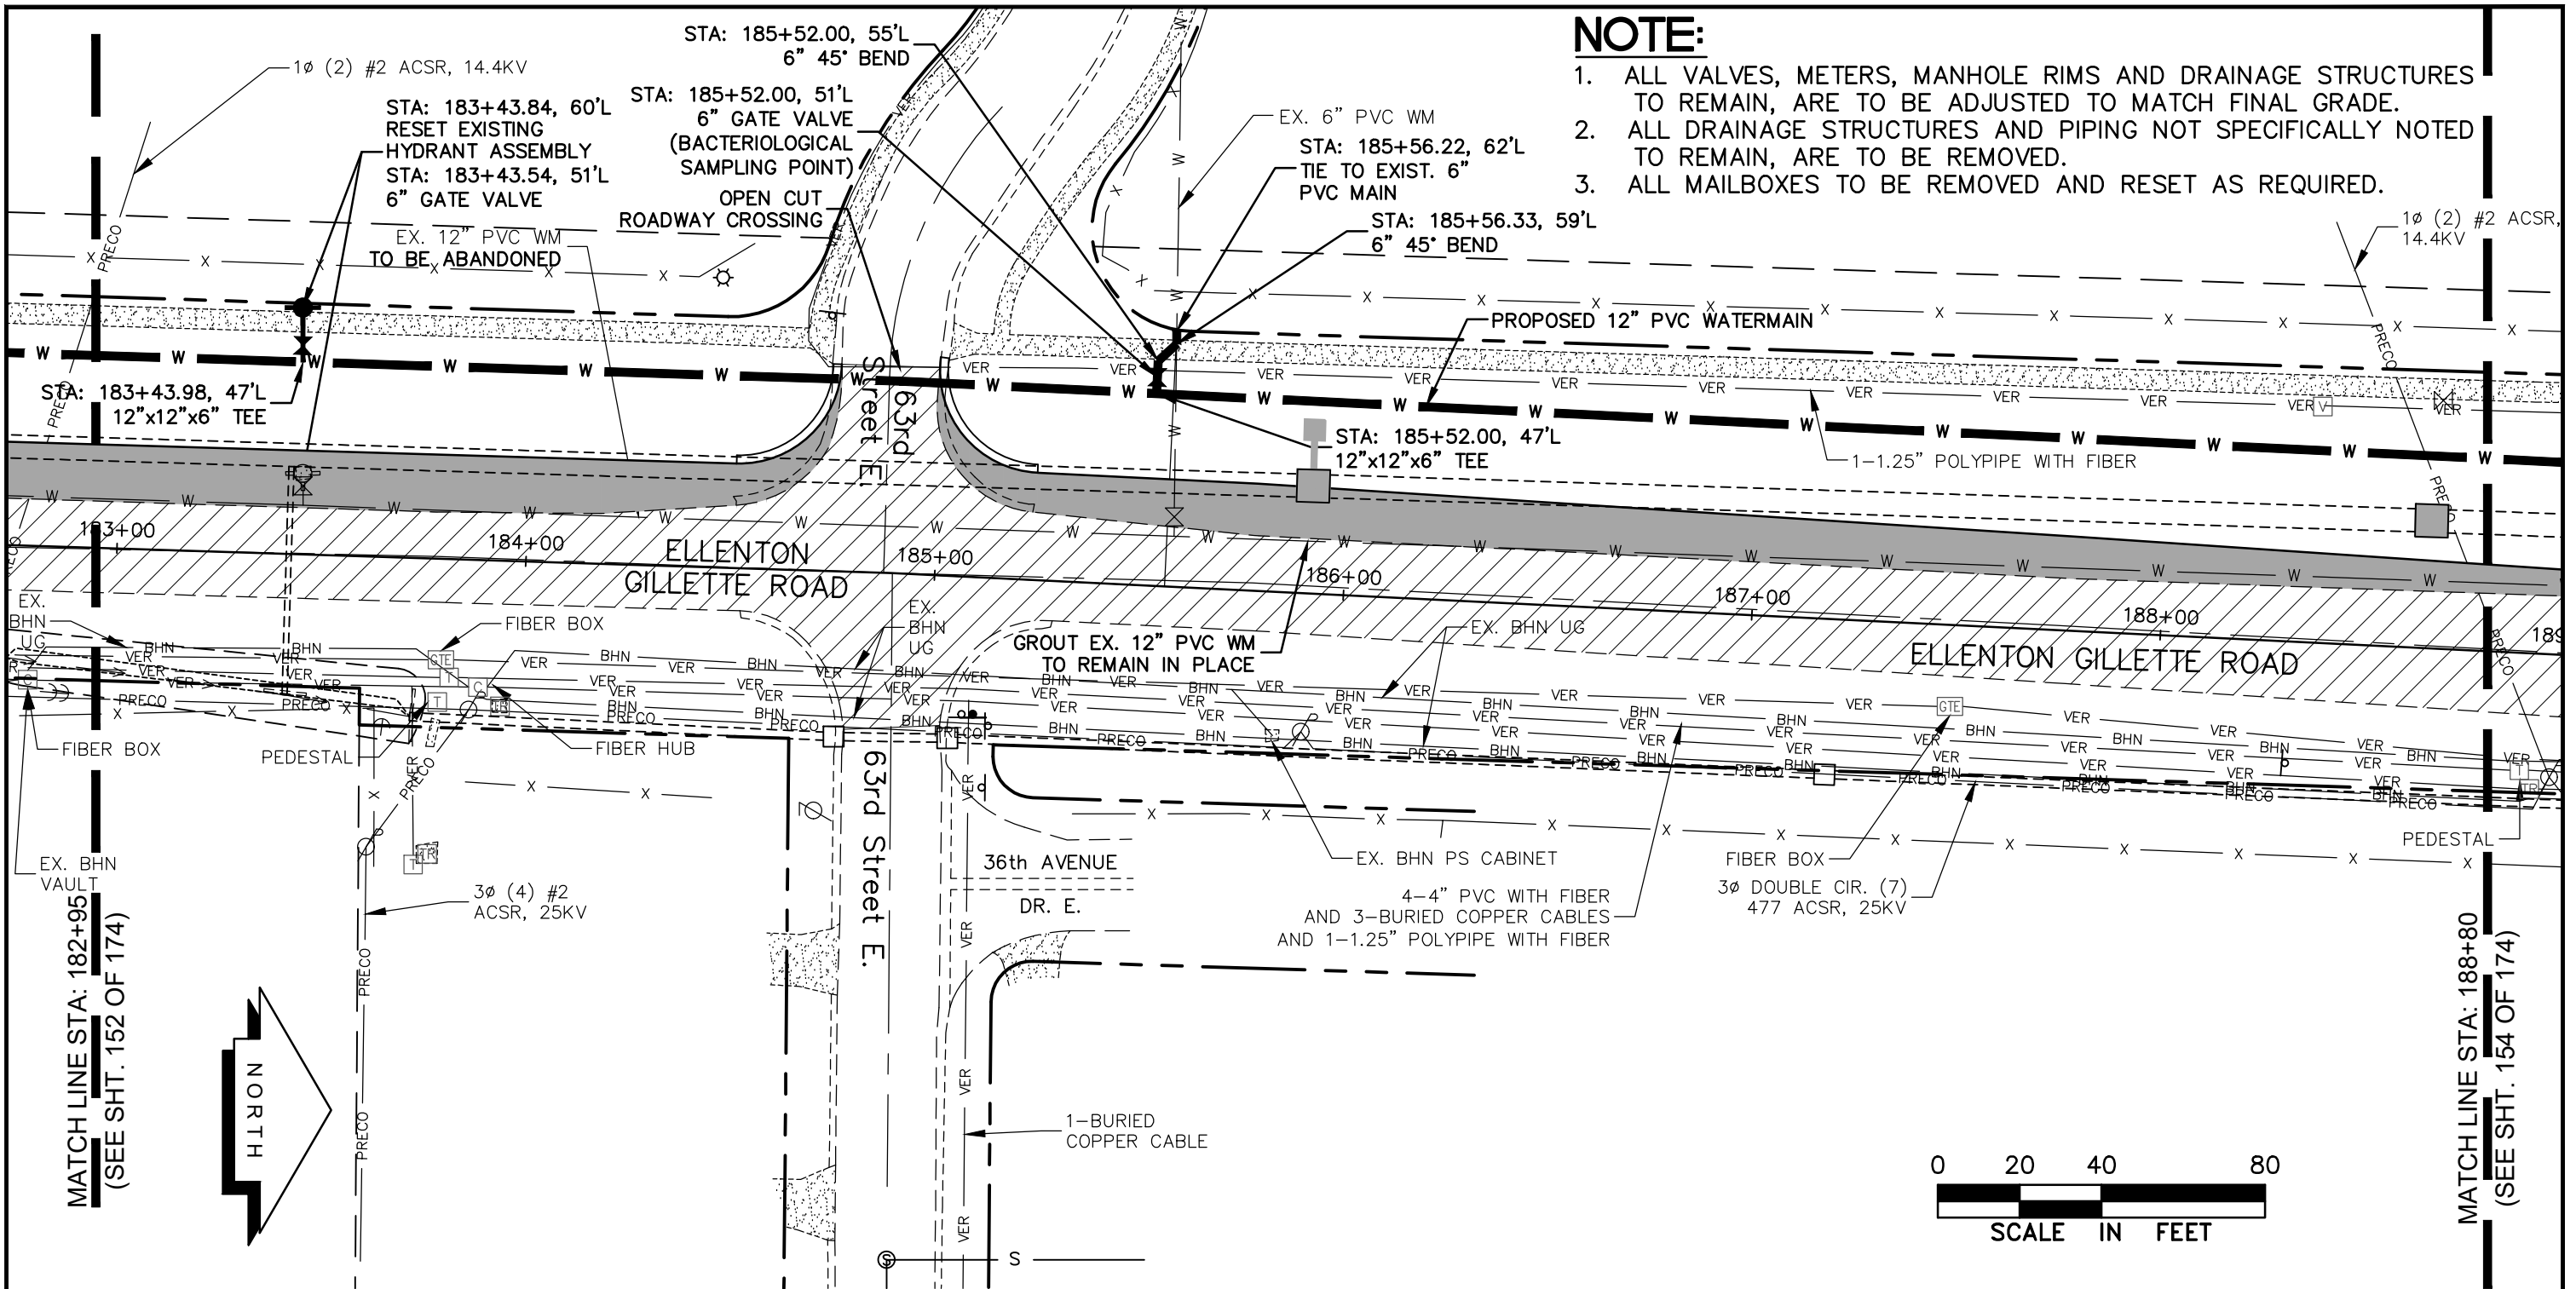 NOTE:
1. ALL VALVES, METERS, MANHOLE RIMS AND DRAINAGE STRUCTURES
TO REMAIN, ARE TO BE ADJUSTED TO MATCH FINAL GRADE.
2. ALL DRAINAGE STRUCTURES AND PIPING NOT SPECIFICALLY NOTED
TO REMAIN, ARE TO BE REMOVED.
3. ALL MAILBOXES TO BE REMOVED AND RESET AS REQUIRED.
1ø (2) #2 ACSR, 14.4KV
STA: 183+43.84, 60'L
RESET EXISTING
HYDRANT ASSEMBLY
STA: 183+43.54, 51'L
6" GATE VALVE
EX. 12" PVC WM
TO BE ABANDONED
STA: 185+52.00, 55'L
6" 45° BEND
STA: 185+52.00, 51'L
6" GATE VALVE
(BACTERIOLOGICAL
SAMPLING POINT)
OPEN CUT
ROADWAY CROSSING
EX. 6" PVC WM
STA: 185+56.22, 62'L
TIE TO EXIST. 6"
PVC MAIN
STA: 185+56.33, 59'L
6" 45° BEND
1ø (2) #2 ACSR,
14.4KV
PROPOSED 12" PVC WATERMAIN
STA: 183+43.98, 47'L
12"x12"x6" TEE
STA: 185+52.00, 47'L
12"x12"x6" TEE
1-1.25" POLYPIPE WITH FIBER
63rd
Street E.
183+00
184+00
185+00
186+00
187+00
188+00
189
ELLENTON
GILLETTE ROAD
ELLENTON GILLETTE ROAD
EX.
BHN
UG
FIBER BOX
EX.
BHN
UG
GROUT EX. 12" PVC WM
TO REMAIN IN PLACE
EX. BHN UG
FIBER BOX
PEDESTAL
FIBER HUB
EX. BHN
VAULT
3ø (4) #2
ACSR, 25KV
63rd Street E.
36th AVENUE
DR. E.
EX. BHN PS CABINET
4-4" PVC WITH FIBER
AND 3-BURIED COPPER CABLES
AND 1-1.25" POLYPIPE WITH FIBER
FIBER BOX
3ø DOUBLE CIR. (7)
477 ACSR, 25KV
PEDESTAL
1-BURIED
COPPER CABLE
MATCH LINE STA: 182+95
(SEE SHT. 152 OF 174)
NORTH
MATCH LINE STA: 188+80
(SEE SHT. 154 OF 174)
0 20 40 80
SCALE IN FEET
PRECO
VER
BHN
GTE
W
X
S